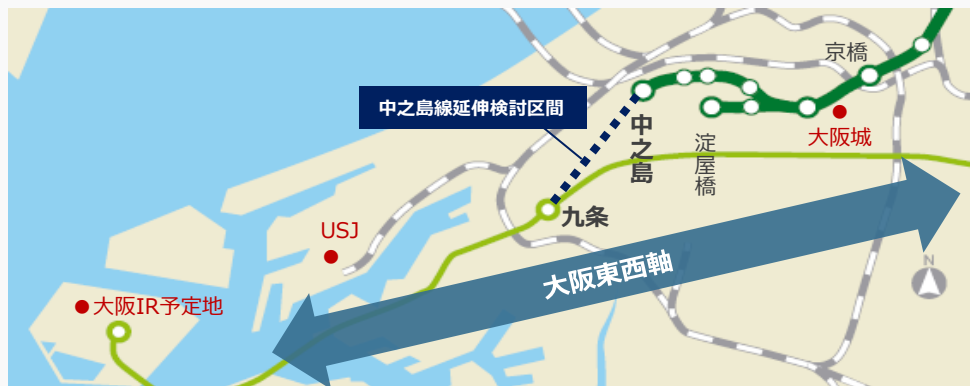 京橋
中之島線延伸検討区間
大阪城
中之島
淀屋橋
九条
USJ
大阪東西軸
N
大阪IR予定地